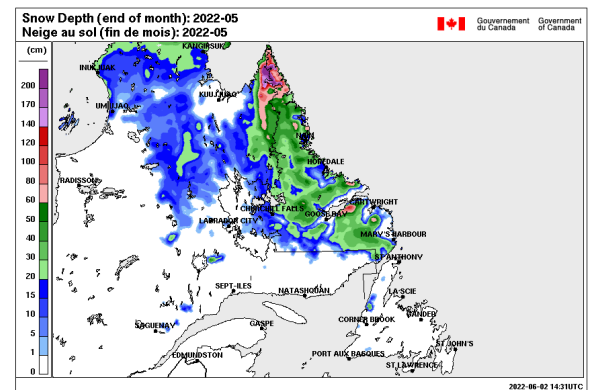 Snow Depth (end of month): 2022-05
Neige au sol (fin de mois): 2022-05
Gouvernement du Canada
Government of Canada
(cm)
200
170
140
120
100
80
60
50
40
30
20
15
10
5
1
0
KANGIRSUK
INUKJUAK
KUUJJUAQ
UMIUJAQ
NAIN
HOPEDALE
RADISSON
CARTWRIGHT
CHURCHILL FALLS
GOOSE BAY
LABRADOR CITY
MARY'S HARBOUR
ST ANTHONY
SEPT-ILES
NATASHQUAN
LA SCIE
GANDER
CORNER BROOK
SAGUENAY
GASPE
ST JOHN'S
EDMUNDSTON
PORT AUX BASQUES
ST LAWRENCE
2022-06-02 14:31UTC